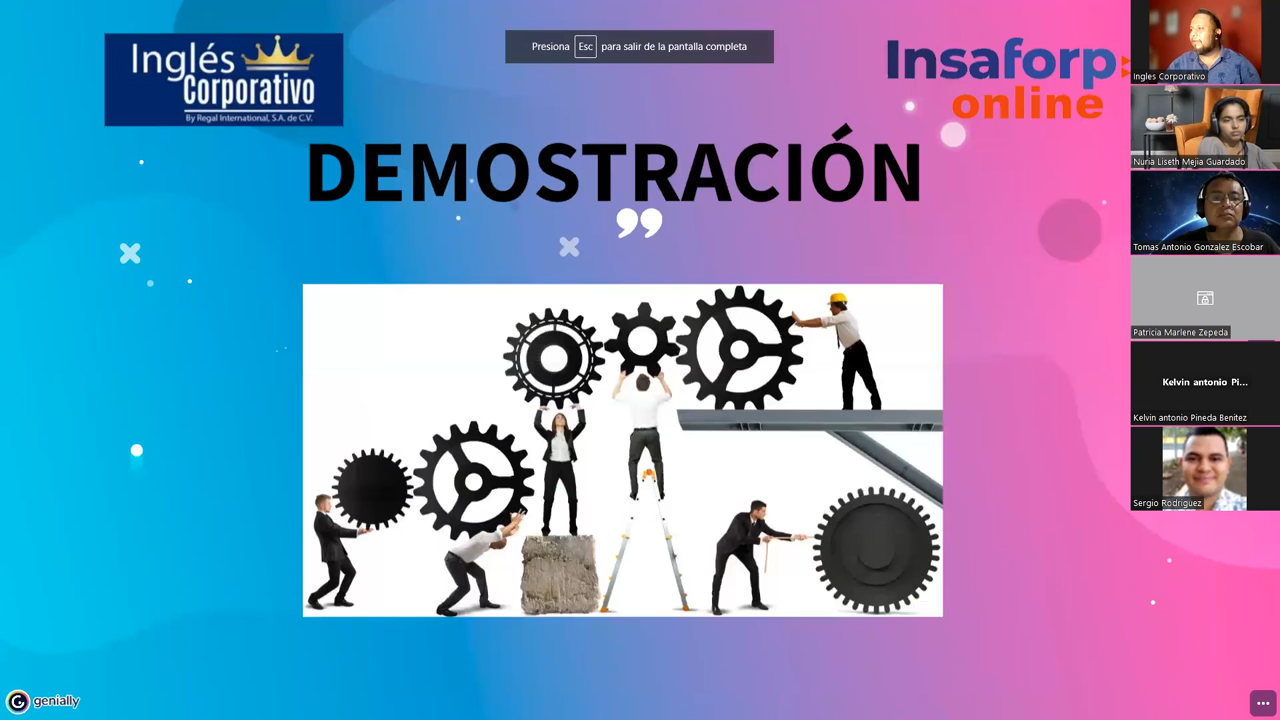 Inglés
Corporativo
By Regal International, S.A. de C.V.
Presiona Esc para salir de la pantalla completa
Insaforp
online
DEMOSTRACIÓN
”
genially
Ingles Corporativo
Nuria Liseth Mejia Guardado
Tomas Antonio Gonzalez Escobar
Patricia Marlene Zepeda
Kelvin antonio Pi...
Kelvin antonio Pineda Benitez
Sergio Rodriguez